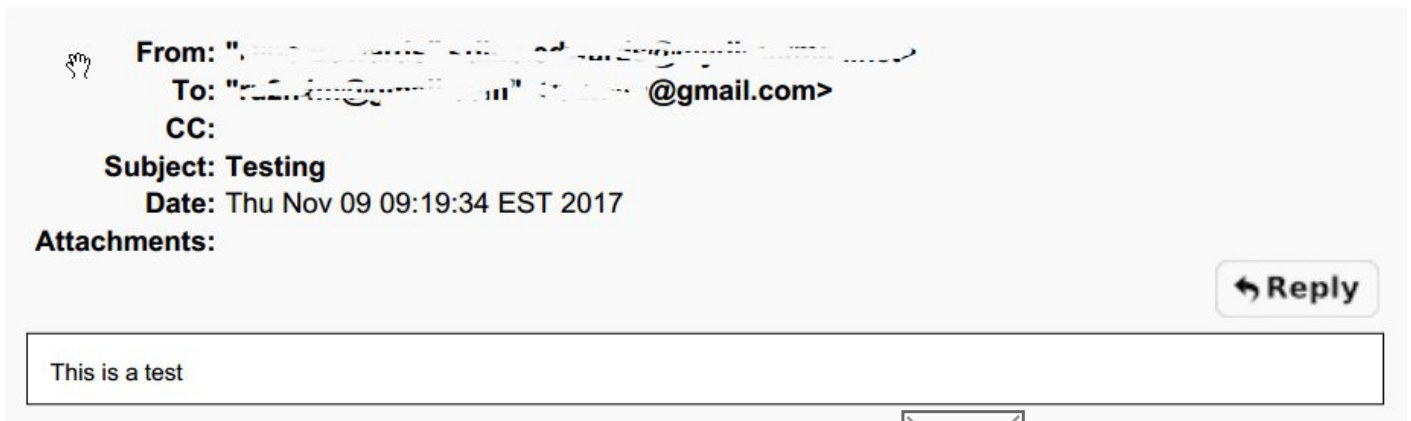 From:
To: @gmail.com>
CC:
Subject: Testing
Date: Thu Nov 09 09:19:34 EST 2017
Attachments:
Reply
This is a test